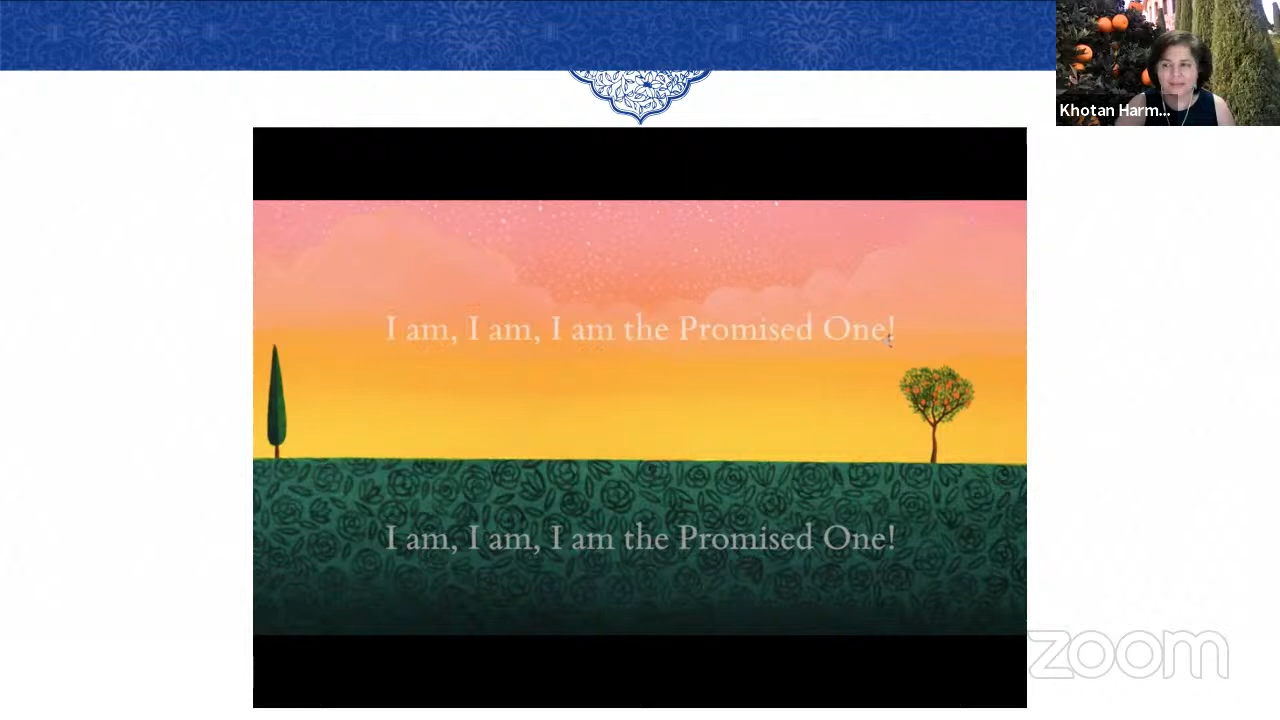 Khotan Harm...
I am, I am, I am the Promised One!
I am, I am, I am the Promised One!
zoom